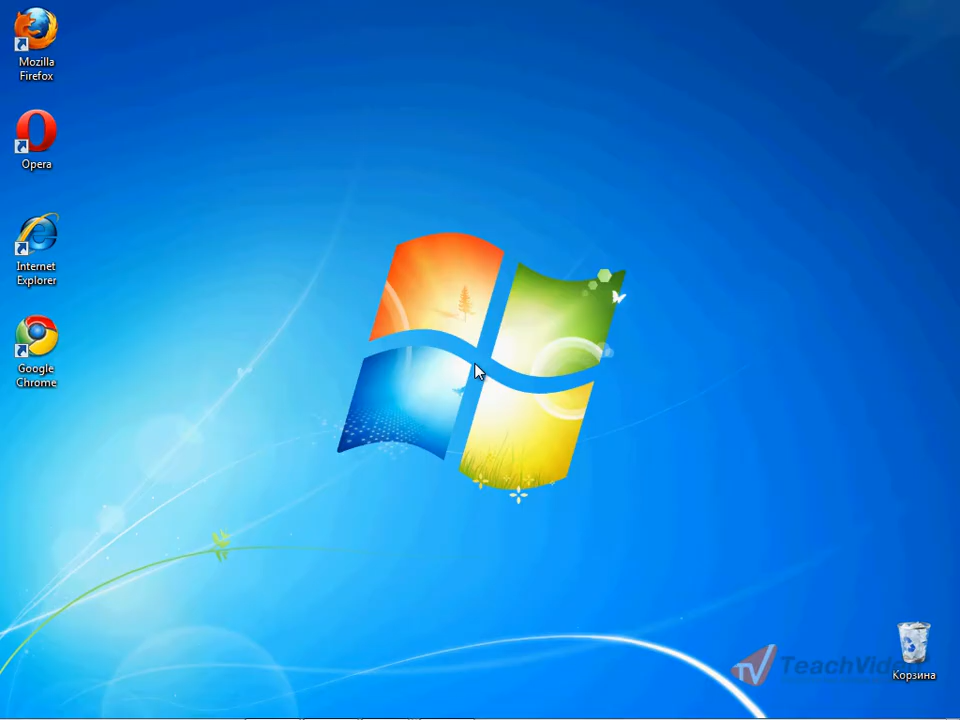 Mozilla
Firefox
Opera
Internet
Explorer
Google
Chrome
TeachVideo
Корзина